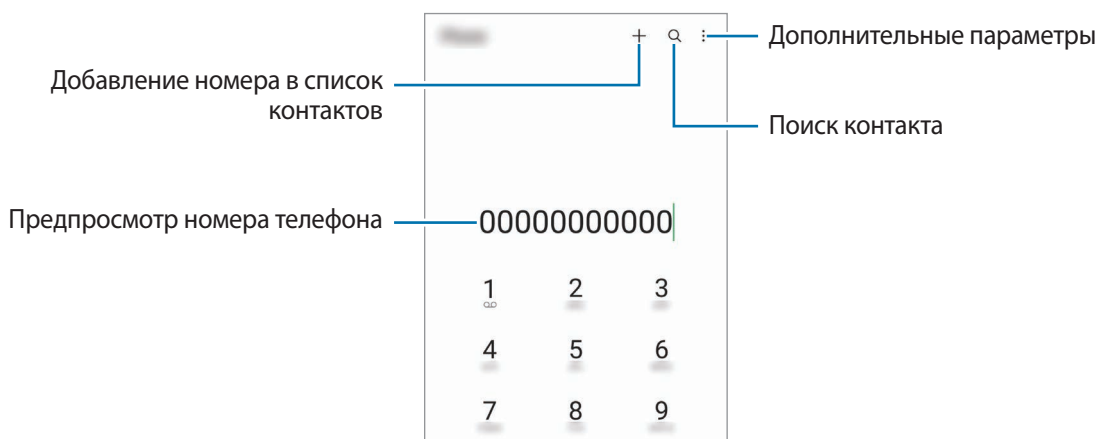 Дополнительные параметры
Добавление номера в список
контактов
Поиск контакта
Предпросмотр номера телефона
00000000000
1 2 3
4 5 6
7 8 9